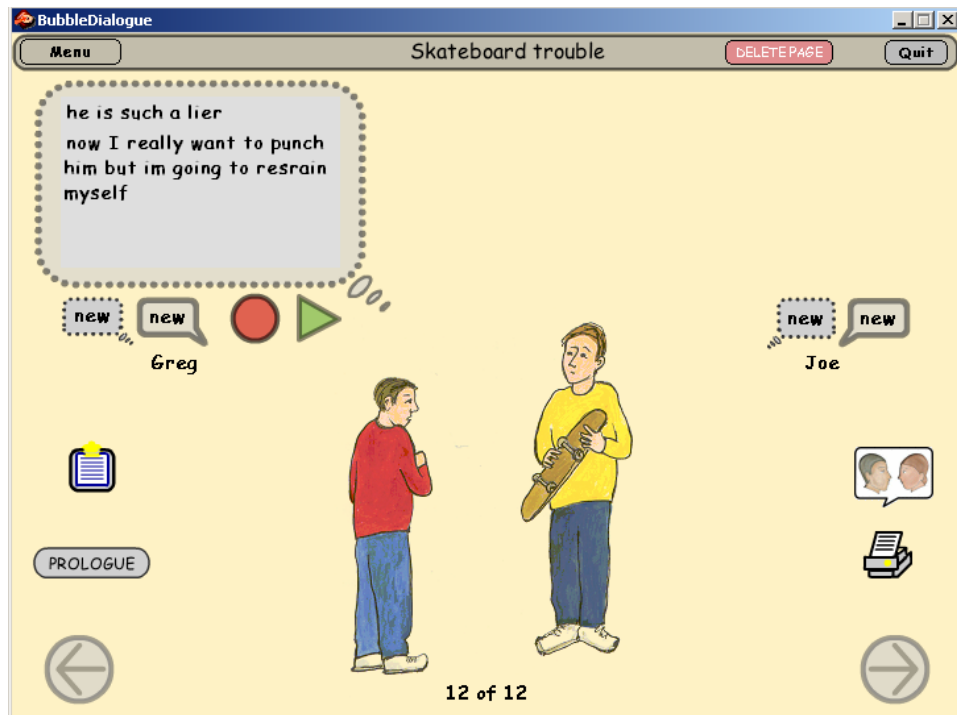 BubbleDialogue
Menu
Skateboard trouble
DELETE PAGE
Quit
he is such a lier
now I really want to punch
him but im going to resrain
myself
new
new
new
new
Greg
Joe
PROLOGUE
12 of 12